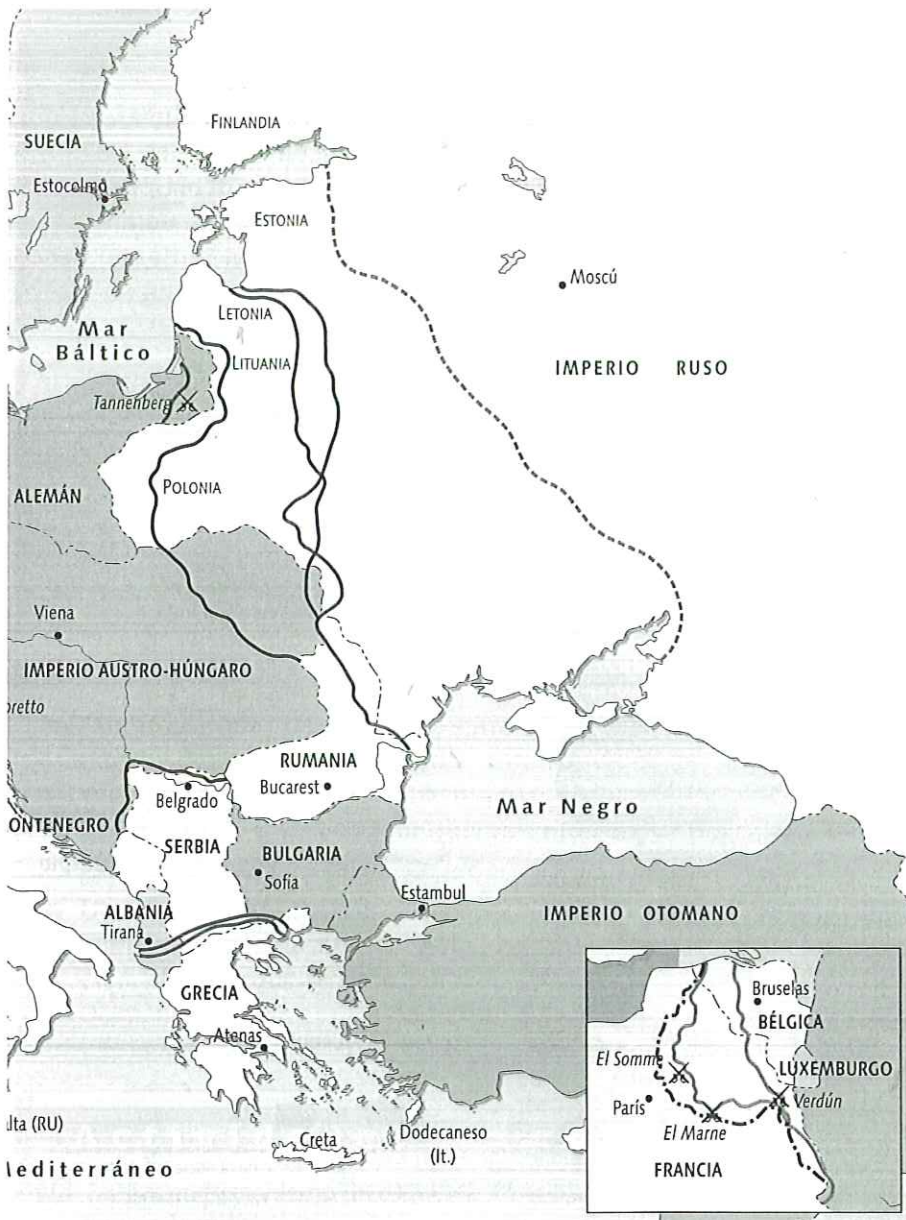 FINLANDIA
SUECIA
Estocolmo
ESTONIA
Moscú
LETONIA
Mar
Báltico
LITUANIA
IMPERIO RUSO
Tannenberg
POLONIA
ALEMÁN
Viena
IMPERIO AUSTRO-HÚNGARO
oretto
RUMANIA
Belgrado
Bucarest
Mar Negro
ONTENEGRO
SERBIA
BULGARIA
Sofía
Estambul
ALBANIA
Tirana
IMPERIO OTOMANO
GRECIA
Atenas
Bruselas
BÉLGICA
El Somme
LUXEMBURGO
París
Verdún
El Marne
FRANCIA
lta (RU)
Creta
Dodecaneso
(It.)
Mediterráneo